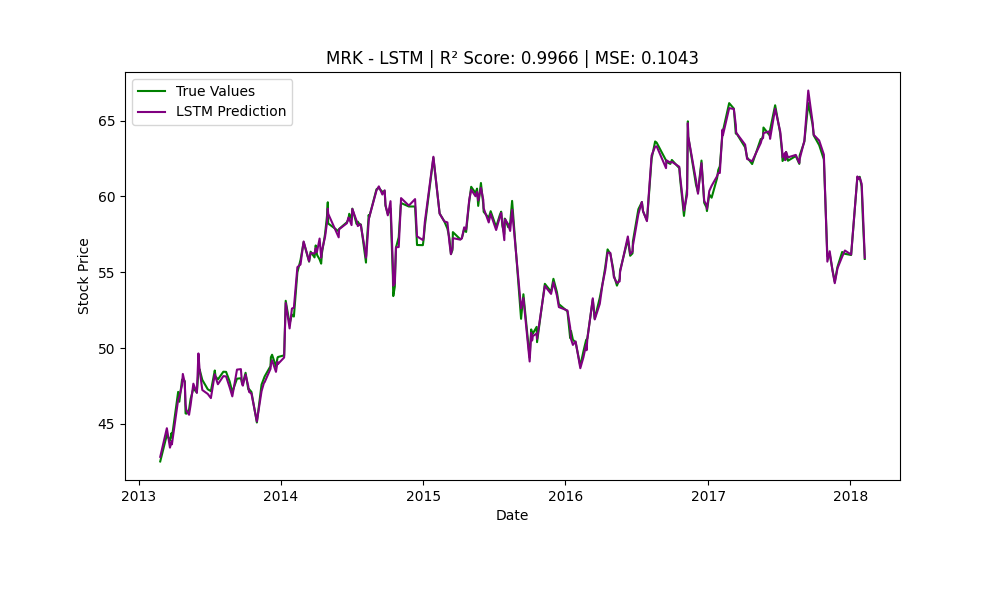 MRK - LSTM | R² Score: 0.9966 | MSE: 0.1043
True Values
LSTM Prediction
65
60
55
50
45
Stock Price
2013 2014 2015 2016 2017 2018
Date